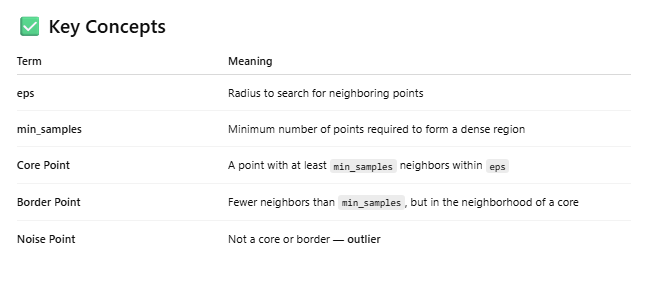 ✅ Key Concepts
Term Meaning
eps Radius to search for neighboring points
min_samples Minimum number of points required to form a dense region
Core Point A point with at least min_samples neighbors within eps
Border Point Fewer neighbors than min_samples, but in the neighborhood of a core
Noise Point Not a core or border — outlier